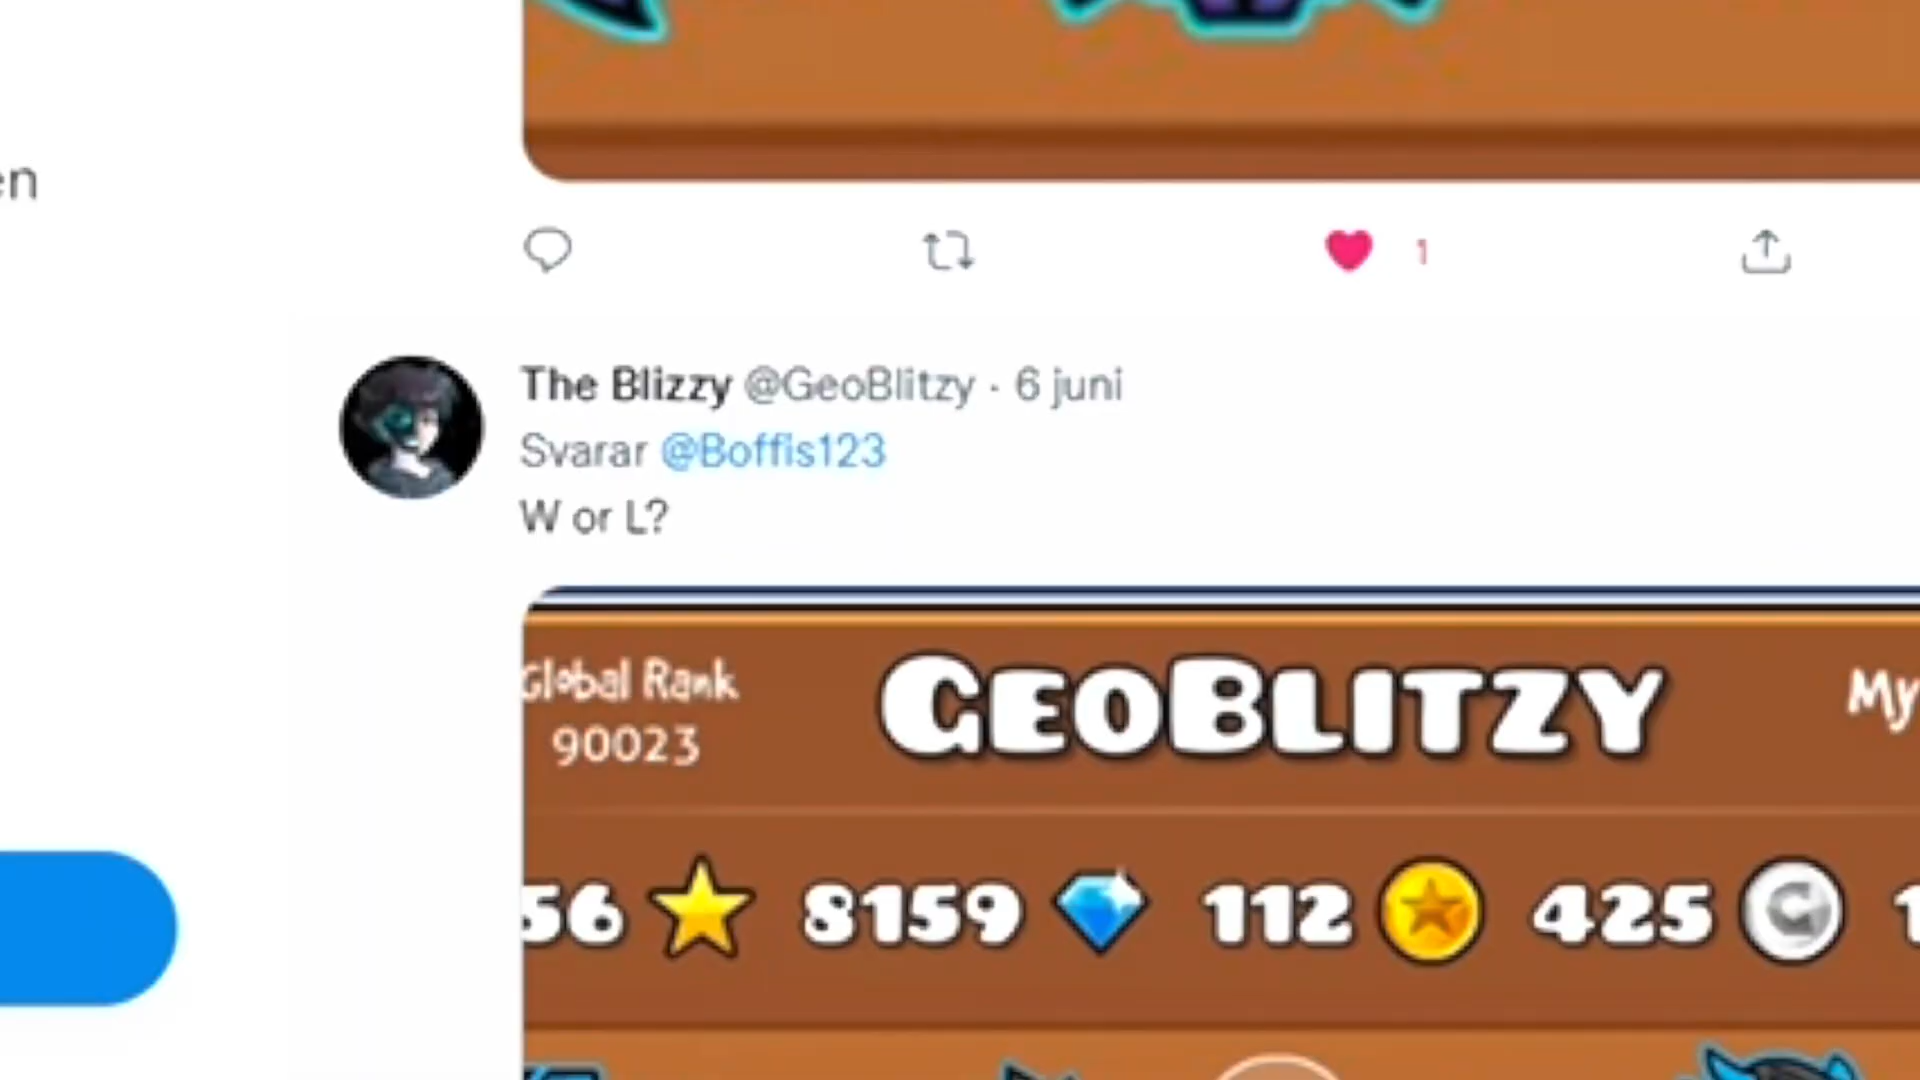 en
1
The Blizzy @GeoBlitzy · 6 juni
Svarar @Boffis123
W or L?
Global Rank
90023
GEOBLITZY
My
56 8159 112 425 1